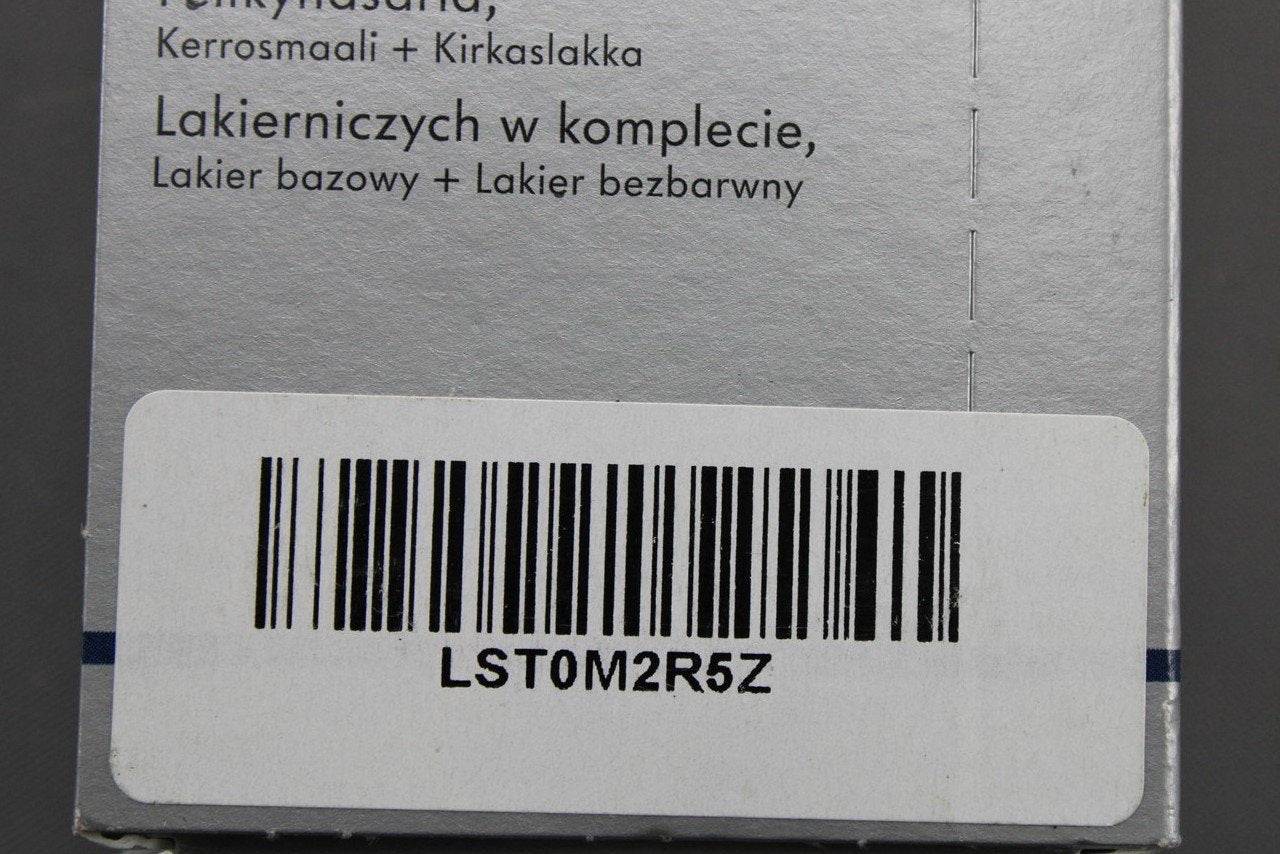 Kerrosmaali + Kirkaslakka
Lakierniczych w komplecie,
Lakier bazowy + Lakier bezbarwny
LST0M2R5Z